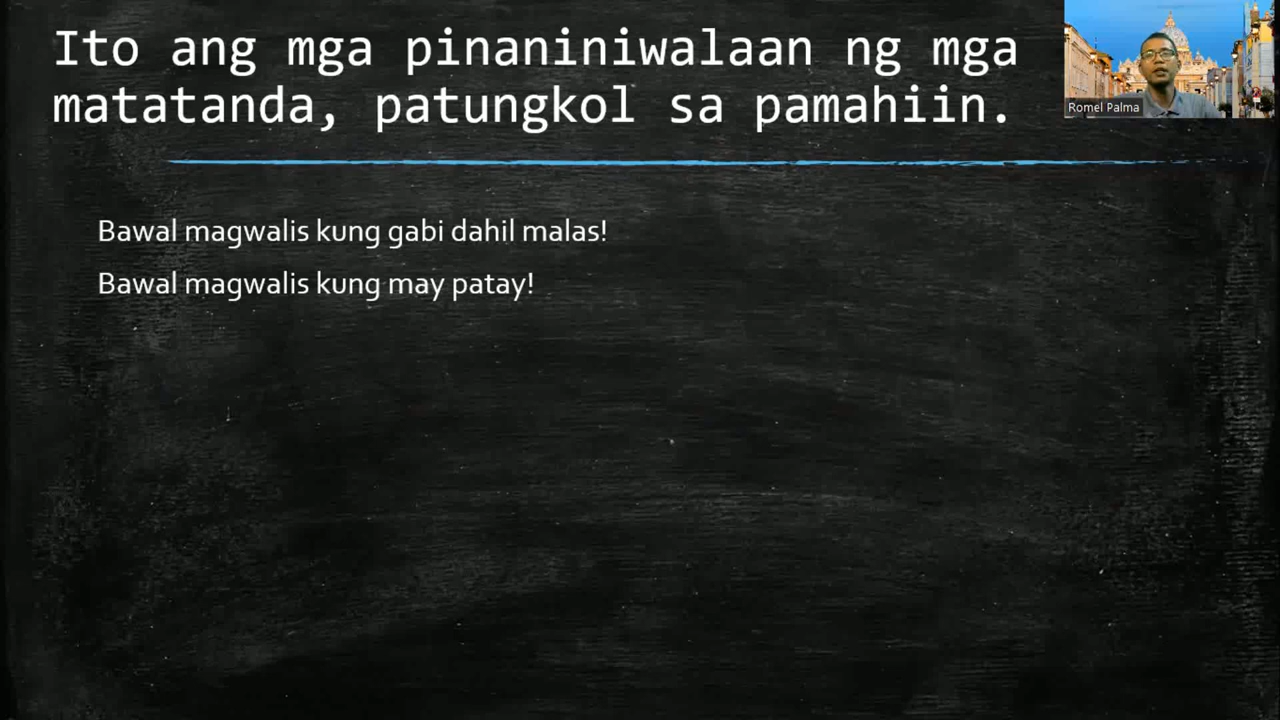 Ito ang mga pinaniniwalaan ng mga
matatanda, patungkol sa pamahiin.
Romel Palma
Bawal magwalis kung gabi dahil malas!
Bawal magwalis kung may patay!